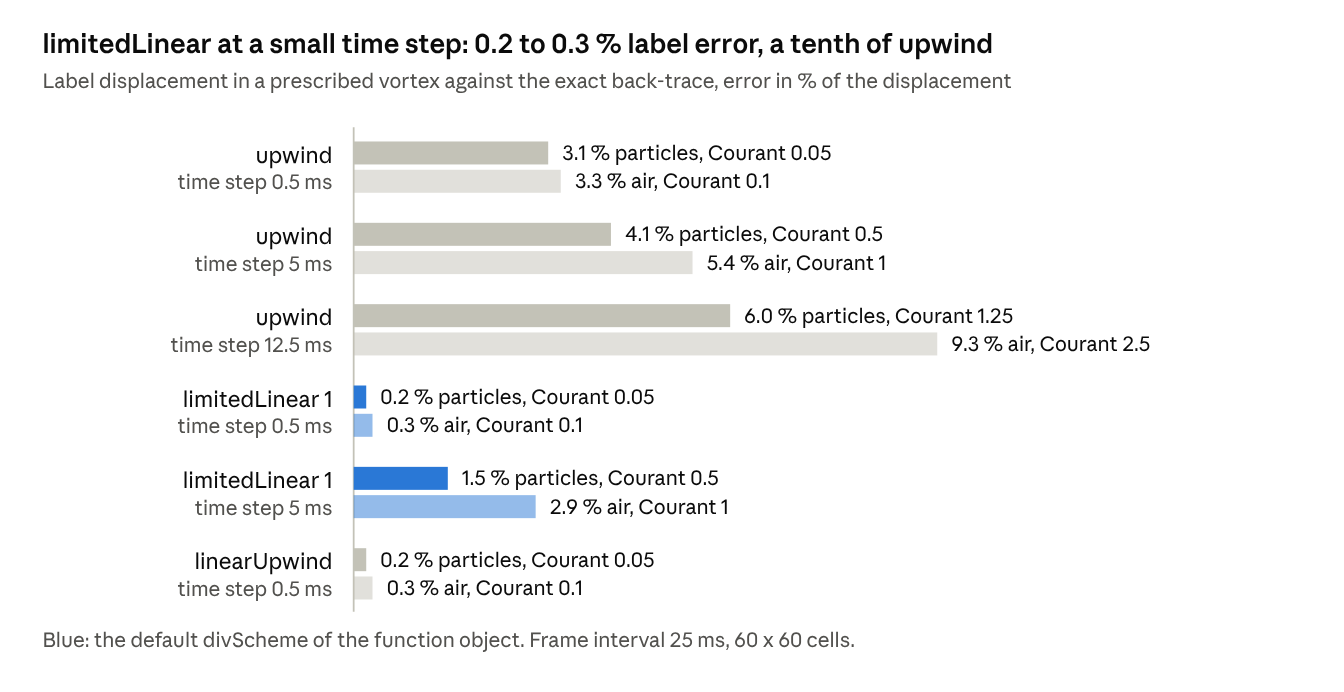 limitedLinear at a small time step: 0.2 to 0.3 % label error, a tenth of upwind
Label displacement in a prescribed vortex against the exact back-trace, error in % of the displacement
upwind
time step 0.5 ms
3.1 % particles, Courant 0.05
3.3 % air, Courant 0.1
upwind
time step 5 ms
4.1 % particles, Courant 0.5
5.4 % air, Courant 1
upwind
time step 12.5 ms
6.0 % particles, Courant 1.25
9.3 % air, Courant 2.5
limitedLinear 1
time step 0.5 ms
0.2 % particles, Courant 0.05
0.3 % air, Courant 0.1
limitedLinear 1
time step 5 ms
1.5 % particles, Courant 0.5
2.9 % air, Courant 1
linearUpwind
time step 0.5 ms
0.2 % particles, Courant 0.05
0.3 % air, Courant 0.1
Blue: the default divScheme of the function object. Frame interval 25 ms, 60 x 60 cells.